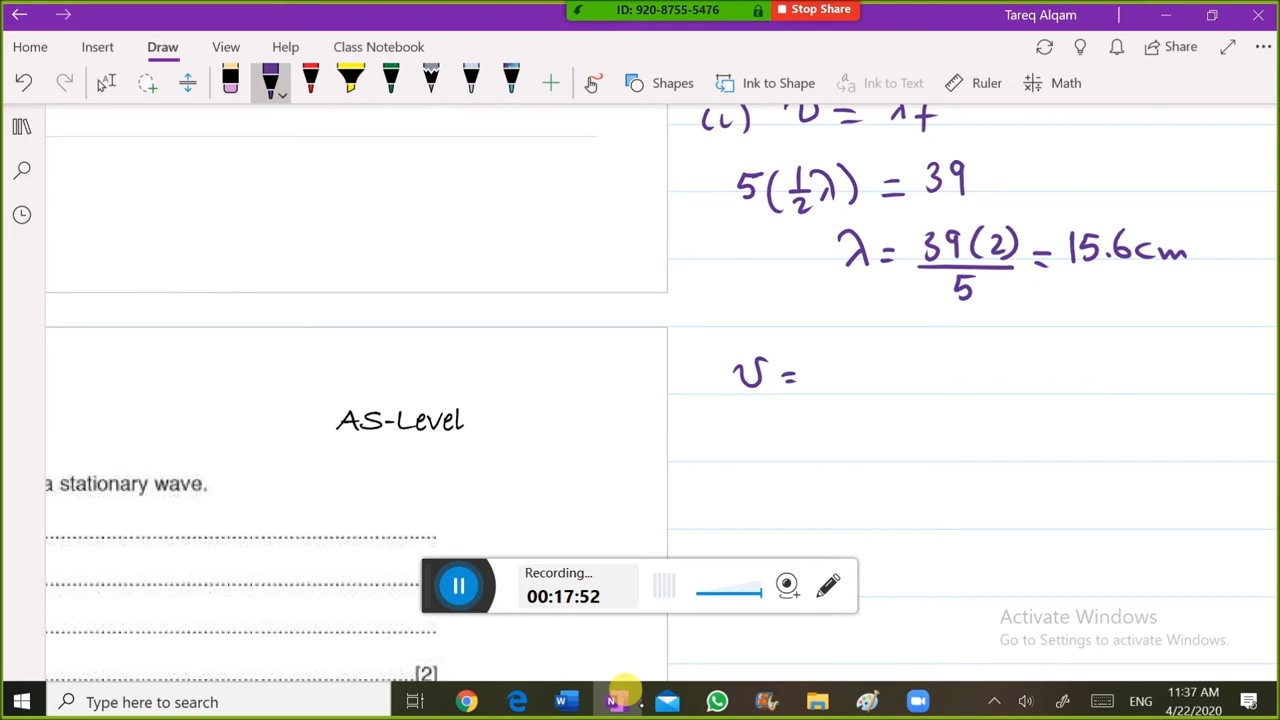 ID: 920-8755-5476
Stop Share
Tareq Alqam
Home Insert Draw View Help Class Notebook
Share
Shapes Ink to Shape Ink to Text Ruler Math
(i) v = λf
5(1/2 λ) = 39
λ = 39(2)/5 = 15.6cm
v =
AS-Level
a stationary wave.
[2]
Recording...
00:17:52
Activate Windows
Go to Settings to activate Windows.
Type here to search
ENG
11:37 AM
4/22/2020